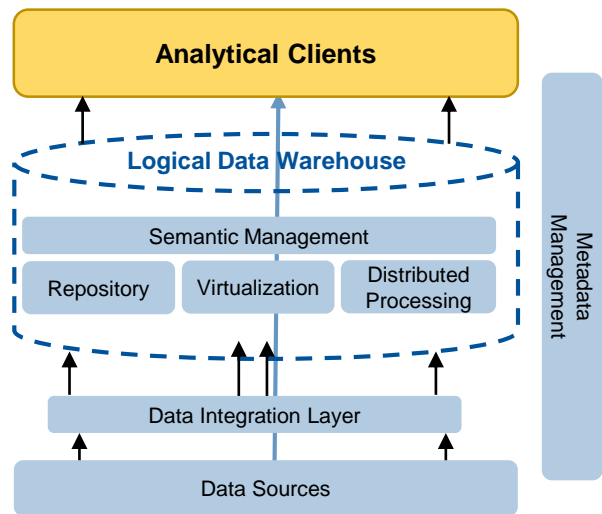 Analytical Clients
Logical Data Warehouse
Semantic Management
Repository
Virtualization
Distributed
Processing
Data Integration Layer
Data Sources
Metadata
Management